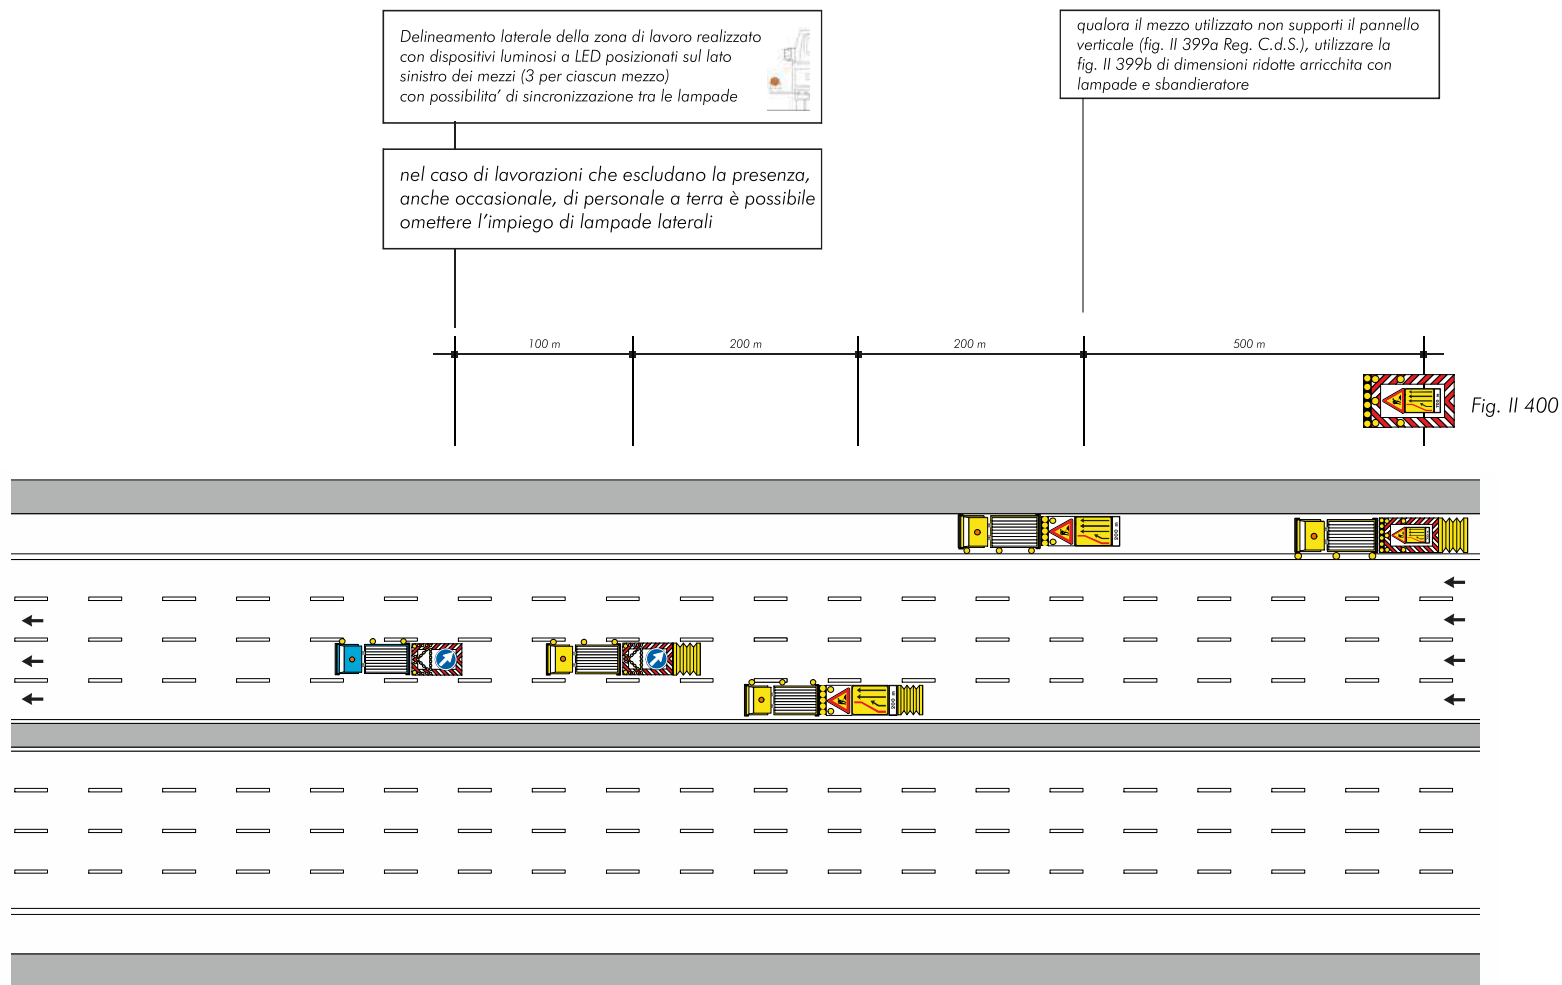 Delineamento laterale della zona di lavoro realizzato
con dispositivi luminosi a LED posizionati sul lato
sinistro dei mezzi (3 per ciascun mezzo)
con possibilita' di sincronizzazione tra le lampade
nel caso di lavorazioni che escludano la presenza,
anche occasionale, di personale a terra è possibile
omettere l'impiego di lampade laterali
qualora il mezzo utilizzato non supporti il pannello
verticale (fig. II 399a Reg. C.d.S.), utilizzare la
fig. II 399b di dimensioni ridotte arricchita con
lampade e sbandieratore
100 m
200 m
200 m
500 m
Fig. II 400
700 m
200 m